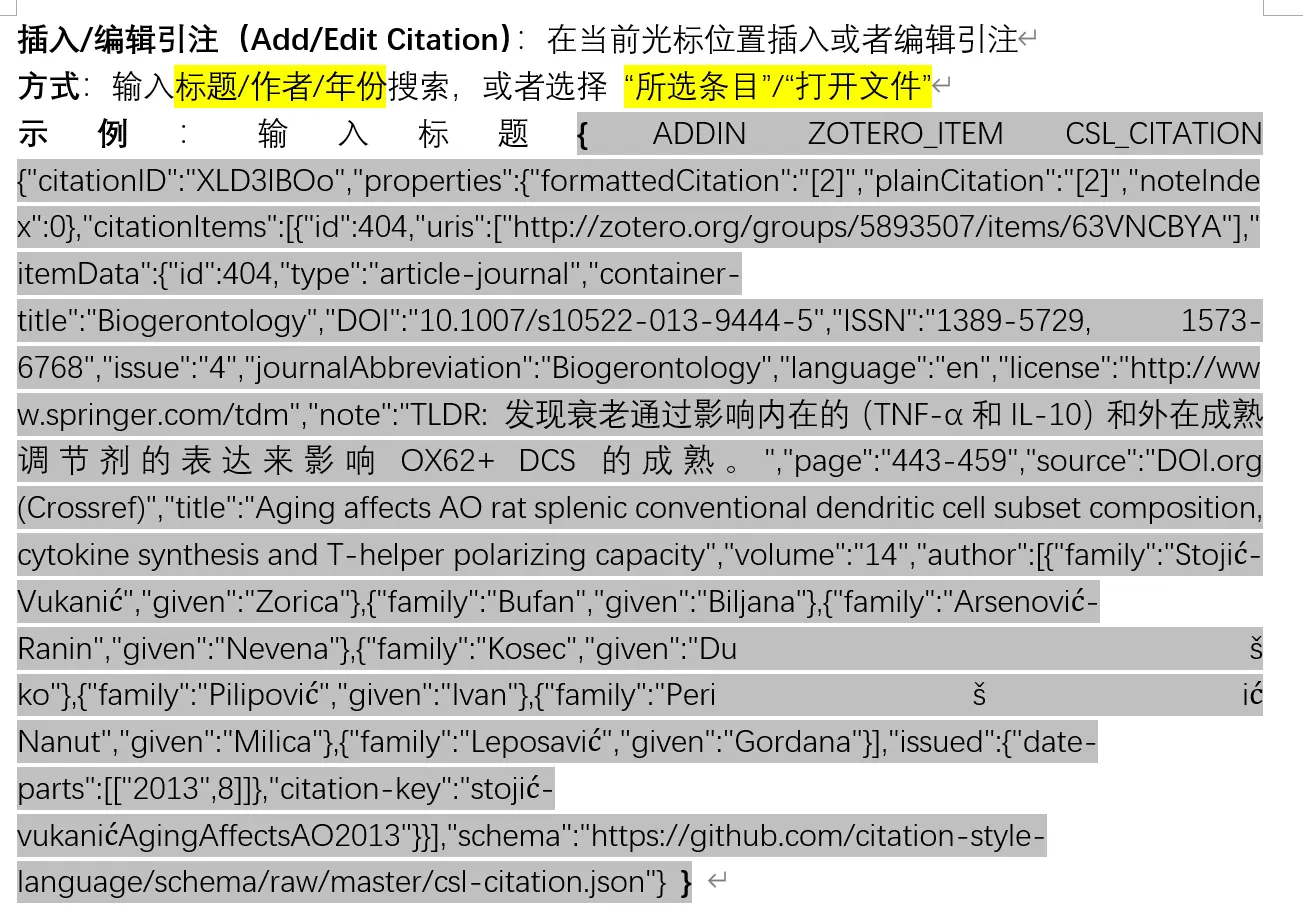 插入/编辑引注（Add/Edit Citation）：在当前光标位置插入或者编辑引注↵
方式：输入标题/作者/年份搜索，或者选择 “所选条目”/“打开文件”↵
示例：输入标题{ ADDIN ZOTERO_ITEM CSL_CITATION
{"citationID":"XLD3lBOo","properties":{"formattedCitation":"[2]","plainCitation":"[2]","noteInde
x":0},"citationItems":[{"id":404,"uris":["http://zotero.org/groups/5893507/items/63VNCBYA"],"
itemData":{"id":404,"type":"article-journal","container-
title":"Biogerontology","DOI":"10.1007/s10522-013-9444-5","ISSN":"1389-5729, 1573-
6768","issue":"4","journalAbbreviation":"Biogerontology","language":"en","license":"http://ww
w.springer.com/tdm","note":"TLDR: 发现衰老通过影响内在的（TNF-α和IL-10）和外在成熟
调节剂的表达来影响 OX62+ DCS 的成熟。","page":"443-459","source":"DOI.org
(Crossref)","title":"Aging affects AO rat splenic conventional dendritic cell subset composition,
cytokine synthesis and T-helper polarizing capacity","volume":"14","author":[{"family":"Stojić-
Vukanić","given":"Zorica"},{"family":"Bufan","given":"Biljana"},{"family":"Arsenović-
Ranin","given":"Nevena"},{"family":"Kosec","given":"Du š
ko"},{"family":"Pilipović","given":"Ivan"},{"family":"Peri š ić
Nanut","given":"Milica"},{"family":"Leposavić","given":"Gordana"}],"issued":{"date-
parts":[["2013",8]]},"citation-key":"stojić-
vukanićAgingAffectsAO2013"}}],"schema":"https://github.com/citation-style-
language/schema/raw/master/csl-citation.json"} } ↵